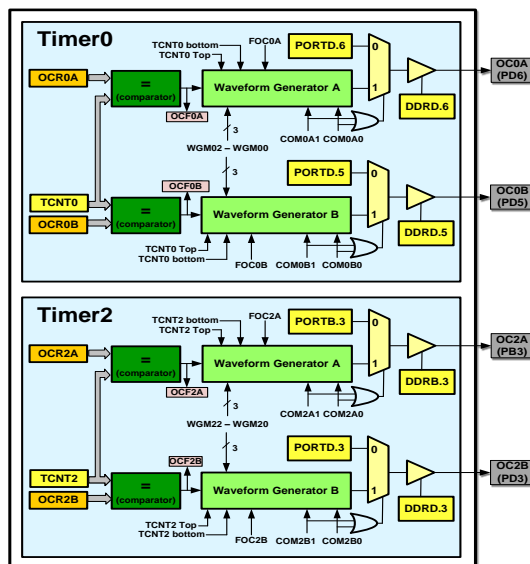 Timer0
TCNT0 bottom
TCNT0 Top
FOC0A
PORTD.6
0
OC0A
(PD6)
OCR0A
=
(comparator)
Waveform Generator A
1
DDRD.6
OCF0A
3
COM0A1
COM0A0
WGM02 – WGM00
OCF0B
3
PORTD.5
0
OC0B
(PD5)
TCNT0
OCR0B
=
(comparator)
Waveform Generator B
1
DDRD.5
TCNT0 Top
TCNT0 bottom
FOC0B
COM0B1
COM0B0
Timer2
TCNT2 bottom
TCNT2 Top
FOC2A
PORTB.3
0
OC2A
(PB3)
OCR2A
=
(comparator)
Waveform Generator A
1
DDRB.3
OCF2A
3
COM2A1
COM2A0
WGM22 – WGM20
OCF2B
3
PORTD.3
0
OC2B
(PD3)
TCNT2
OCR2B
=
(comparator)
Waveform Generator B
1
DDRD.3
TCNT2 Top
TCNT2 bottom
FOC2B
COM2B1
COM2B0